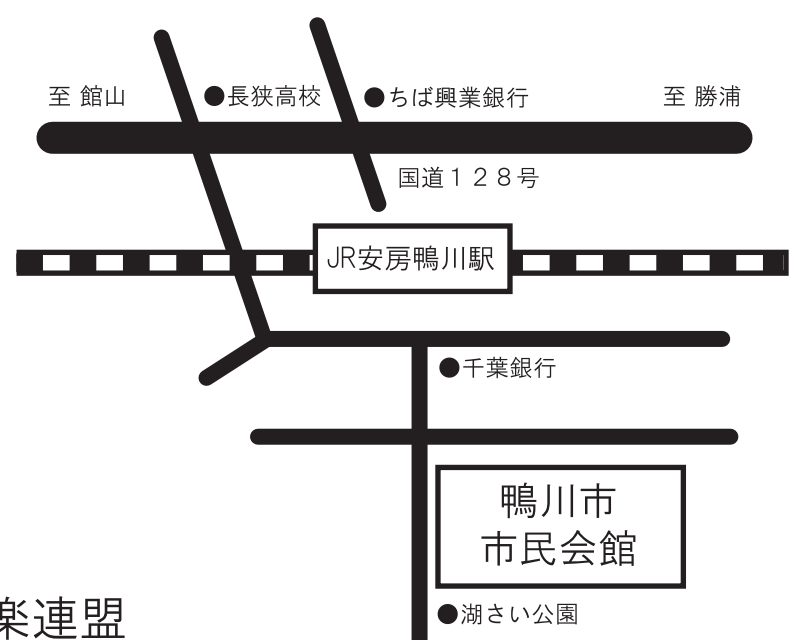 至 館山
●長狭高校
●ちば興業銀行
至 勝浦
国道１２８号
JR安房鴨川駅
●千葉銀行
鴨川市
市民会館
●湖さい公園
楽連盟